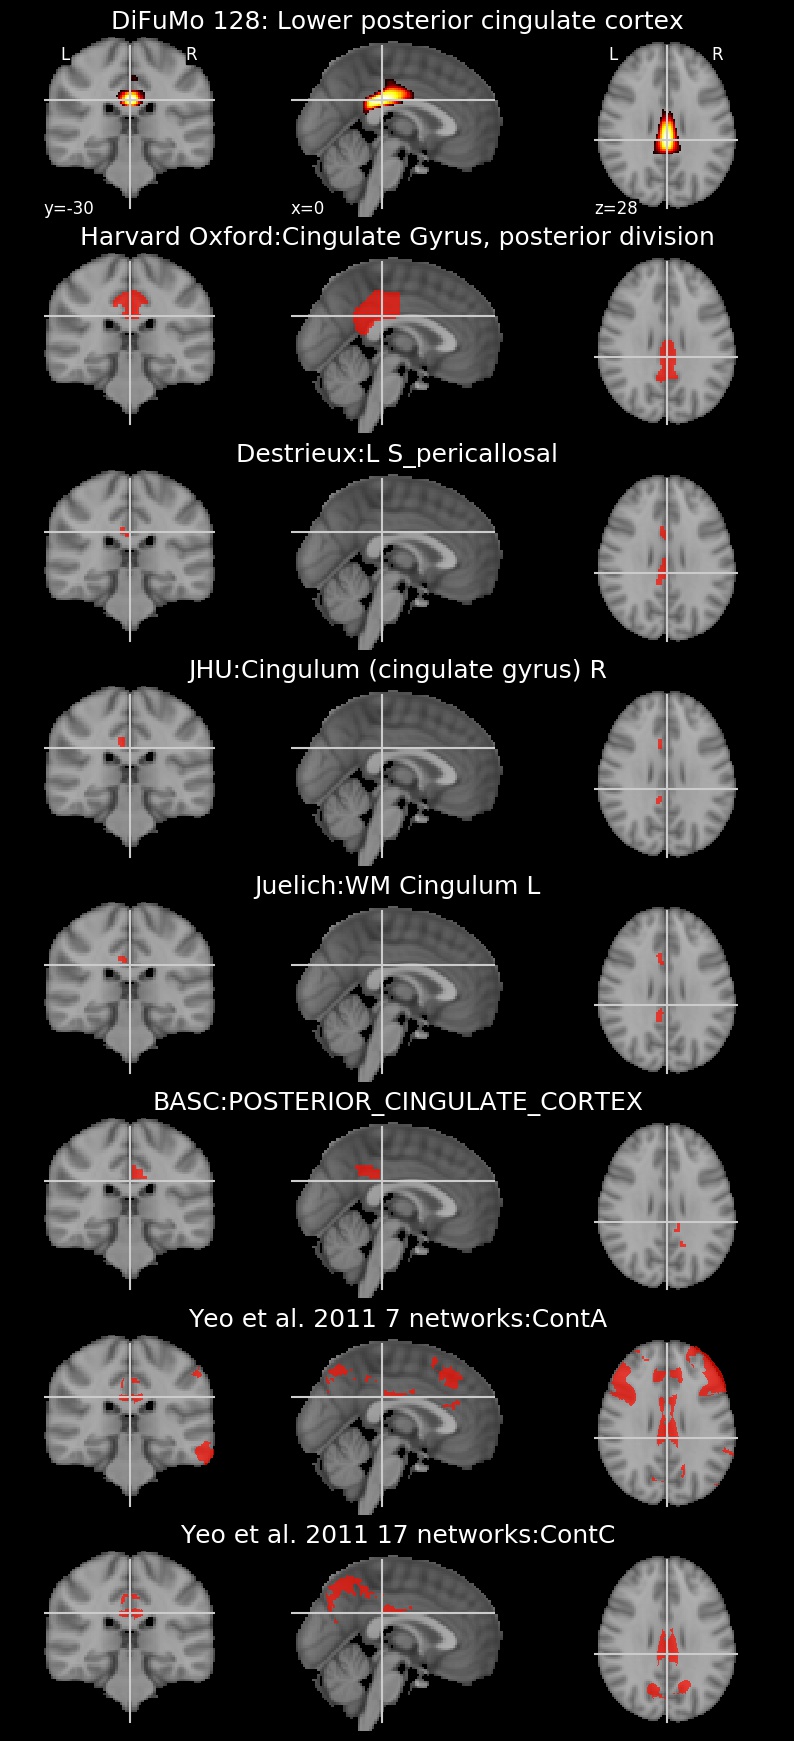 DiFuMo 128: Lower posterior cingulate cortex
L R L R
y=-30 x=0 z=28
Harvard Oxford:Cingulate Gyrus, posterior division
Destrieux:L S_pericallosal
JHU:Cingulum (cingulate gyrus) R
Juelich:WM Cingulum L
BASC:POSTERIOR_CINGULATE_CORTEX
Yeo et al. 2011 7 networks:ContA
Yeo et al. 2011 17 networks:ContC